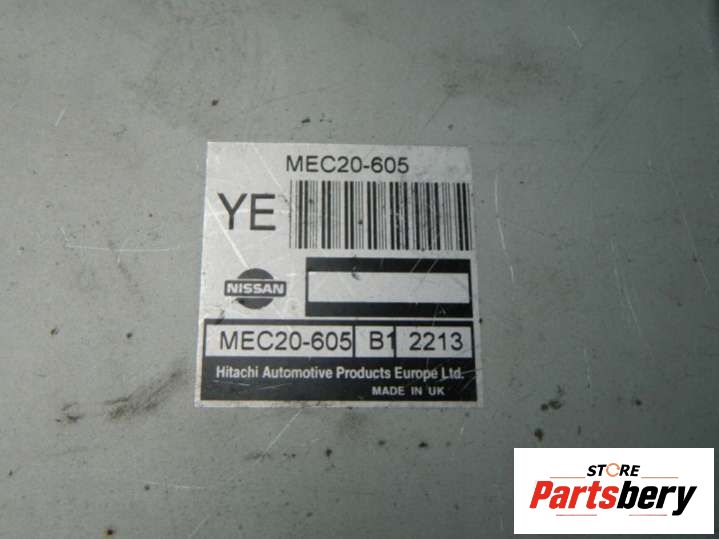 MEC20-605
YE
NISSAN
MEC20-605 B1 2213
Hitachi Automotive Products Europe Ltd.
MADE IN UK
STORE
Partsbery